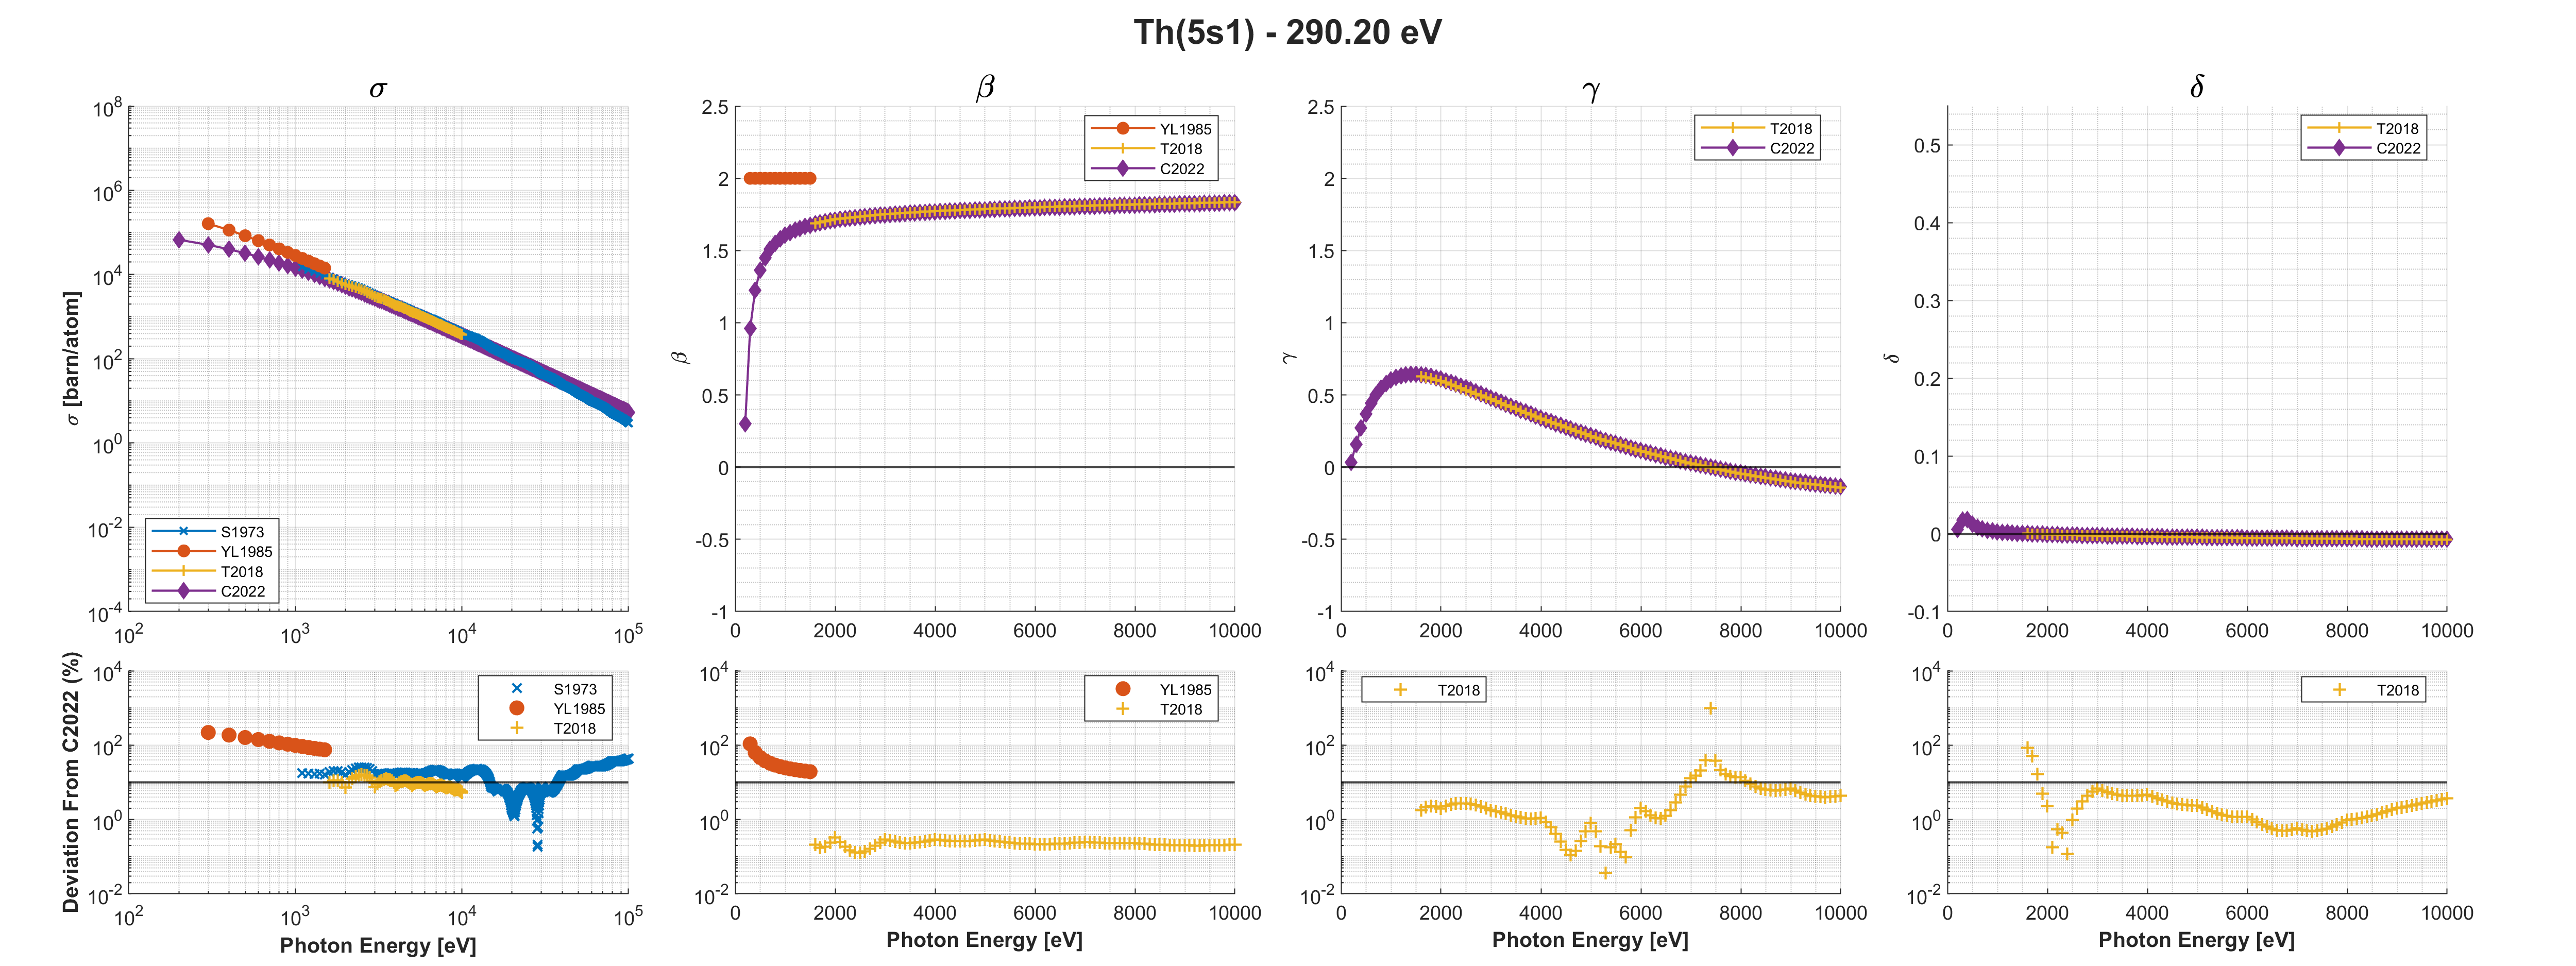 Th(5s1) - 290.20 eV
σ
β
γ
δ
10^8
10^6
10^4
10^2
10^0
10^-2
10^-4
σ [barn/atom]
S1973
YL1985
T2018
C2022
10^2 10^3 10^4 10^5
2.5
2
1.5
1
0.5
0
-0.5
-1
β
YL1985
T2018
C2022
0 2000 4000 6000 8000 10000
2.5
2
1.5
1
0.5
0
-0.5
-1
γ
T2018
C2022
0 2000 4000 6000 8000 10000
0.5
0.4
0.3
0.2
0.1
0
-0.1
δ
T2018
C2022
0 2000 4000 6000 8000 10000
10^4
10^2
10^0
10^-2
Deviation From C2022 (%)
S1973
YL1985
T2018
10^2 10^3 10^4 10^5
Photon Energy [eV]
10^4
10^2
10^0
10^-2
YL1985
T2018
0 2000 4000 6000 8000 10000
Photon Energy [eV]
10^4
10^2
10^0
10^-2
T2018
0 2000 4000 6000 8000 10000
Photon Energy [eV]
10^4
10^2
10^0
10^-2
T2018
0 2000 4000 6000 8000 10000
Photon Energy [eV]